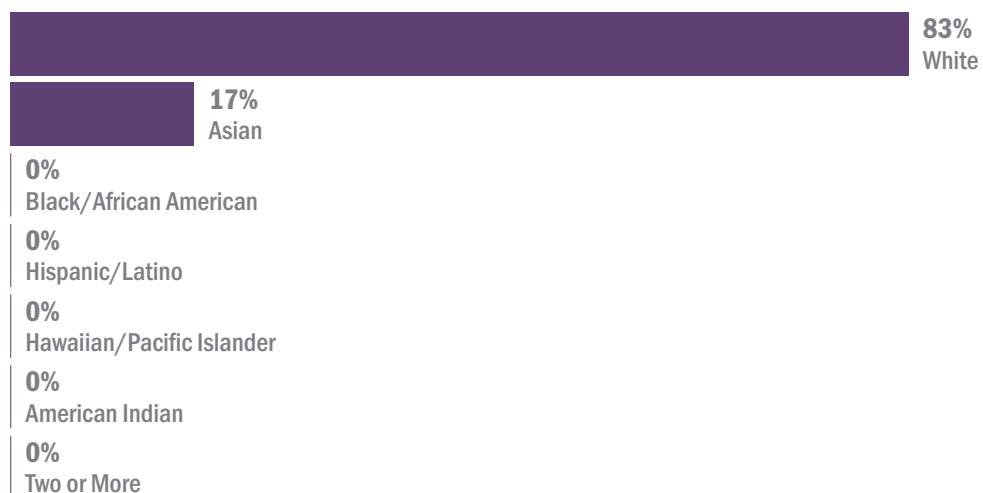 83%
White
17%
Asian
0%
Black/African American
0%
Hispanic/Latino
0%
Hawaiian/Pacific Islander
0%
American Indian
0%
Two or More